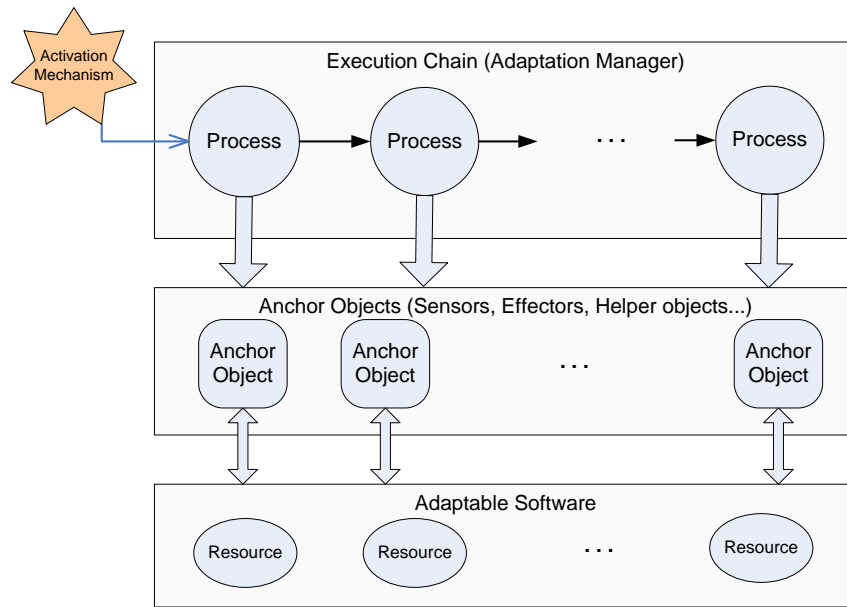 Activation
Mechanism
Execution Chain (Adaptation Manager)
Process
Process
...
Process
Anchor Objects (Sensors, Effectors, Helper objects...)
Anchor
Object
Anchor
Object
...
Anchor
Object
Adaptable Software
Resource
Resource
...
Resource